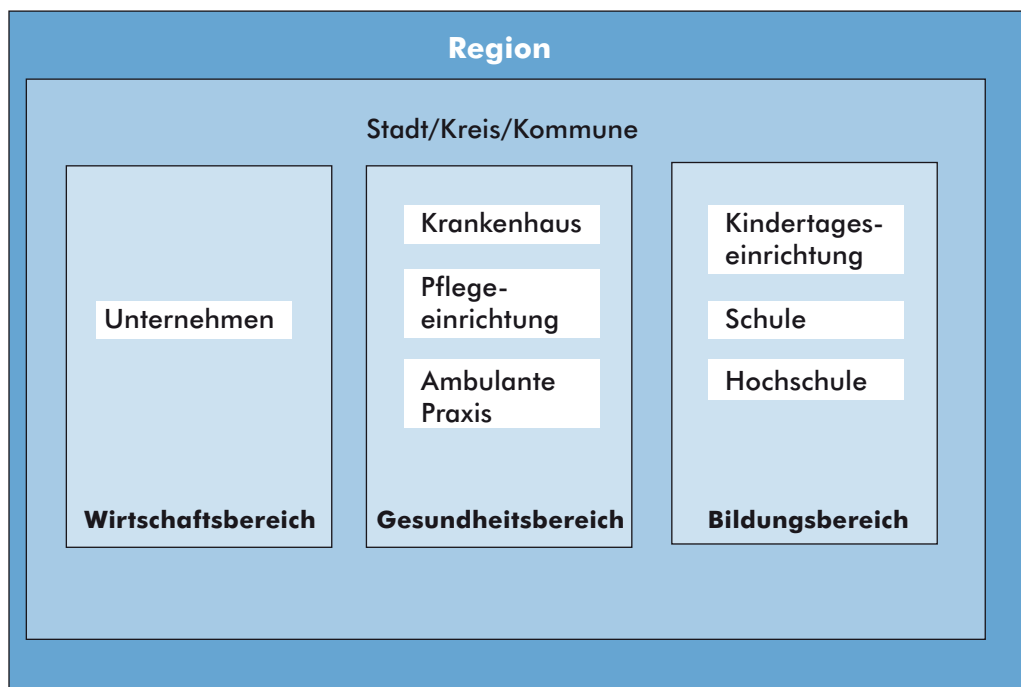 Region
Stadt/Kreis/Kommune
Unternehmen
Wirtschaftsbereich
Krankenhaus
Pflege-
einrichtung
Ambulante
Praxis
Gesundheitsbereich
Kindertages-
einrichtung
Schule
Hochschule
Bildungsbereich